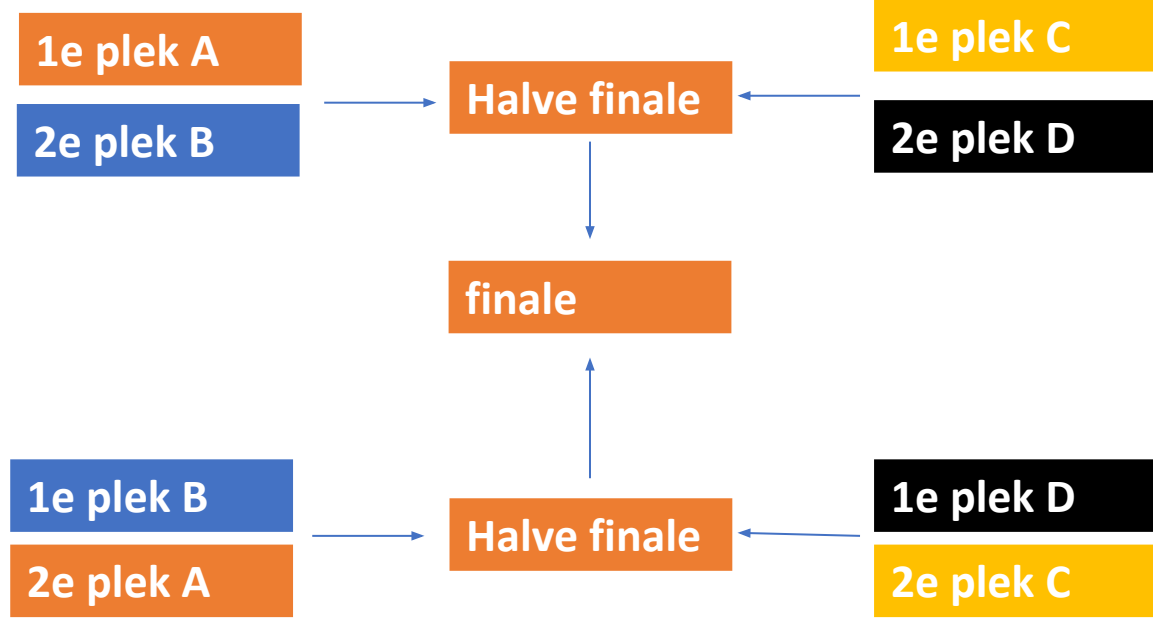 1e plek A
2e plek B
Halve finale
1e plek C
2e plek D
finale
1e plek B
2e plek A
Halve finale
1e plek D
2e plek C